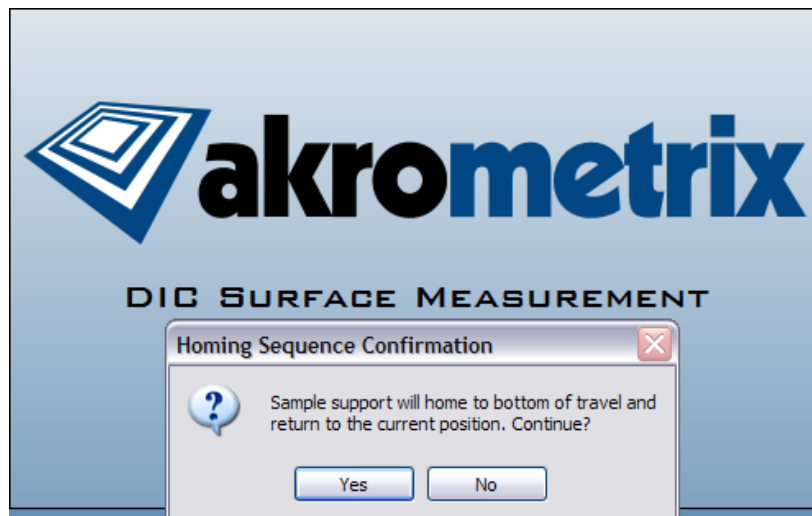 akrometrix
DIC SURFACE MEASUREMENT
Homing Sequence Confirmation
Sample support will home to bottom of travel and
return to the current position. Continue?
Yes No